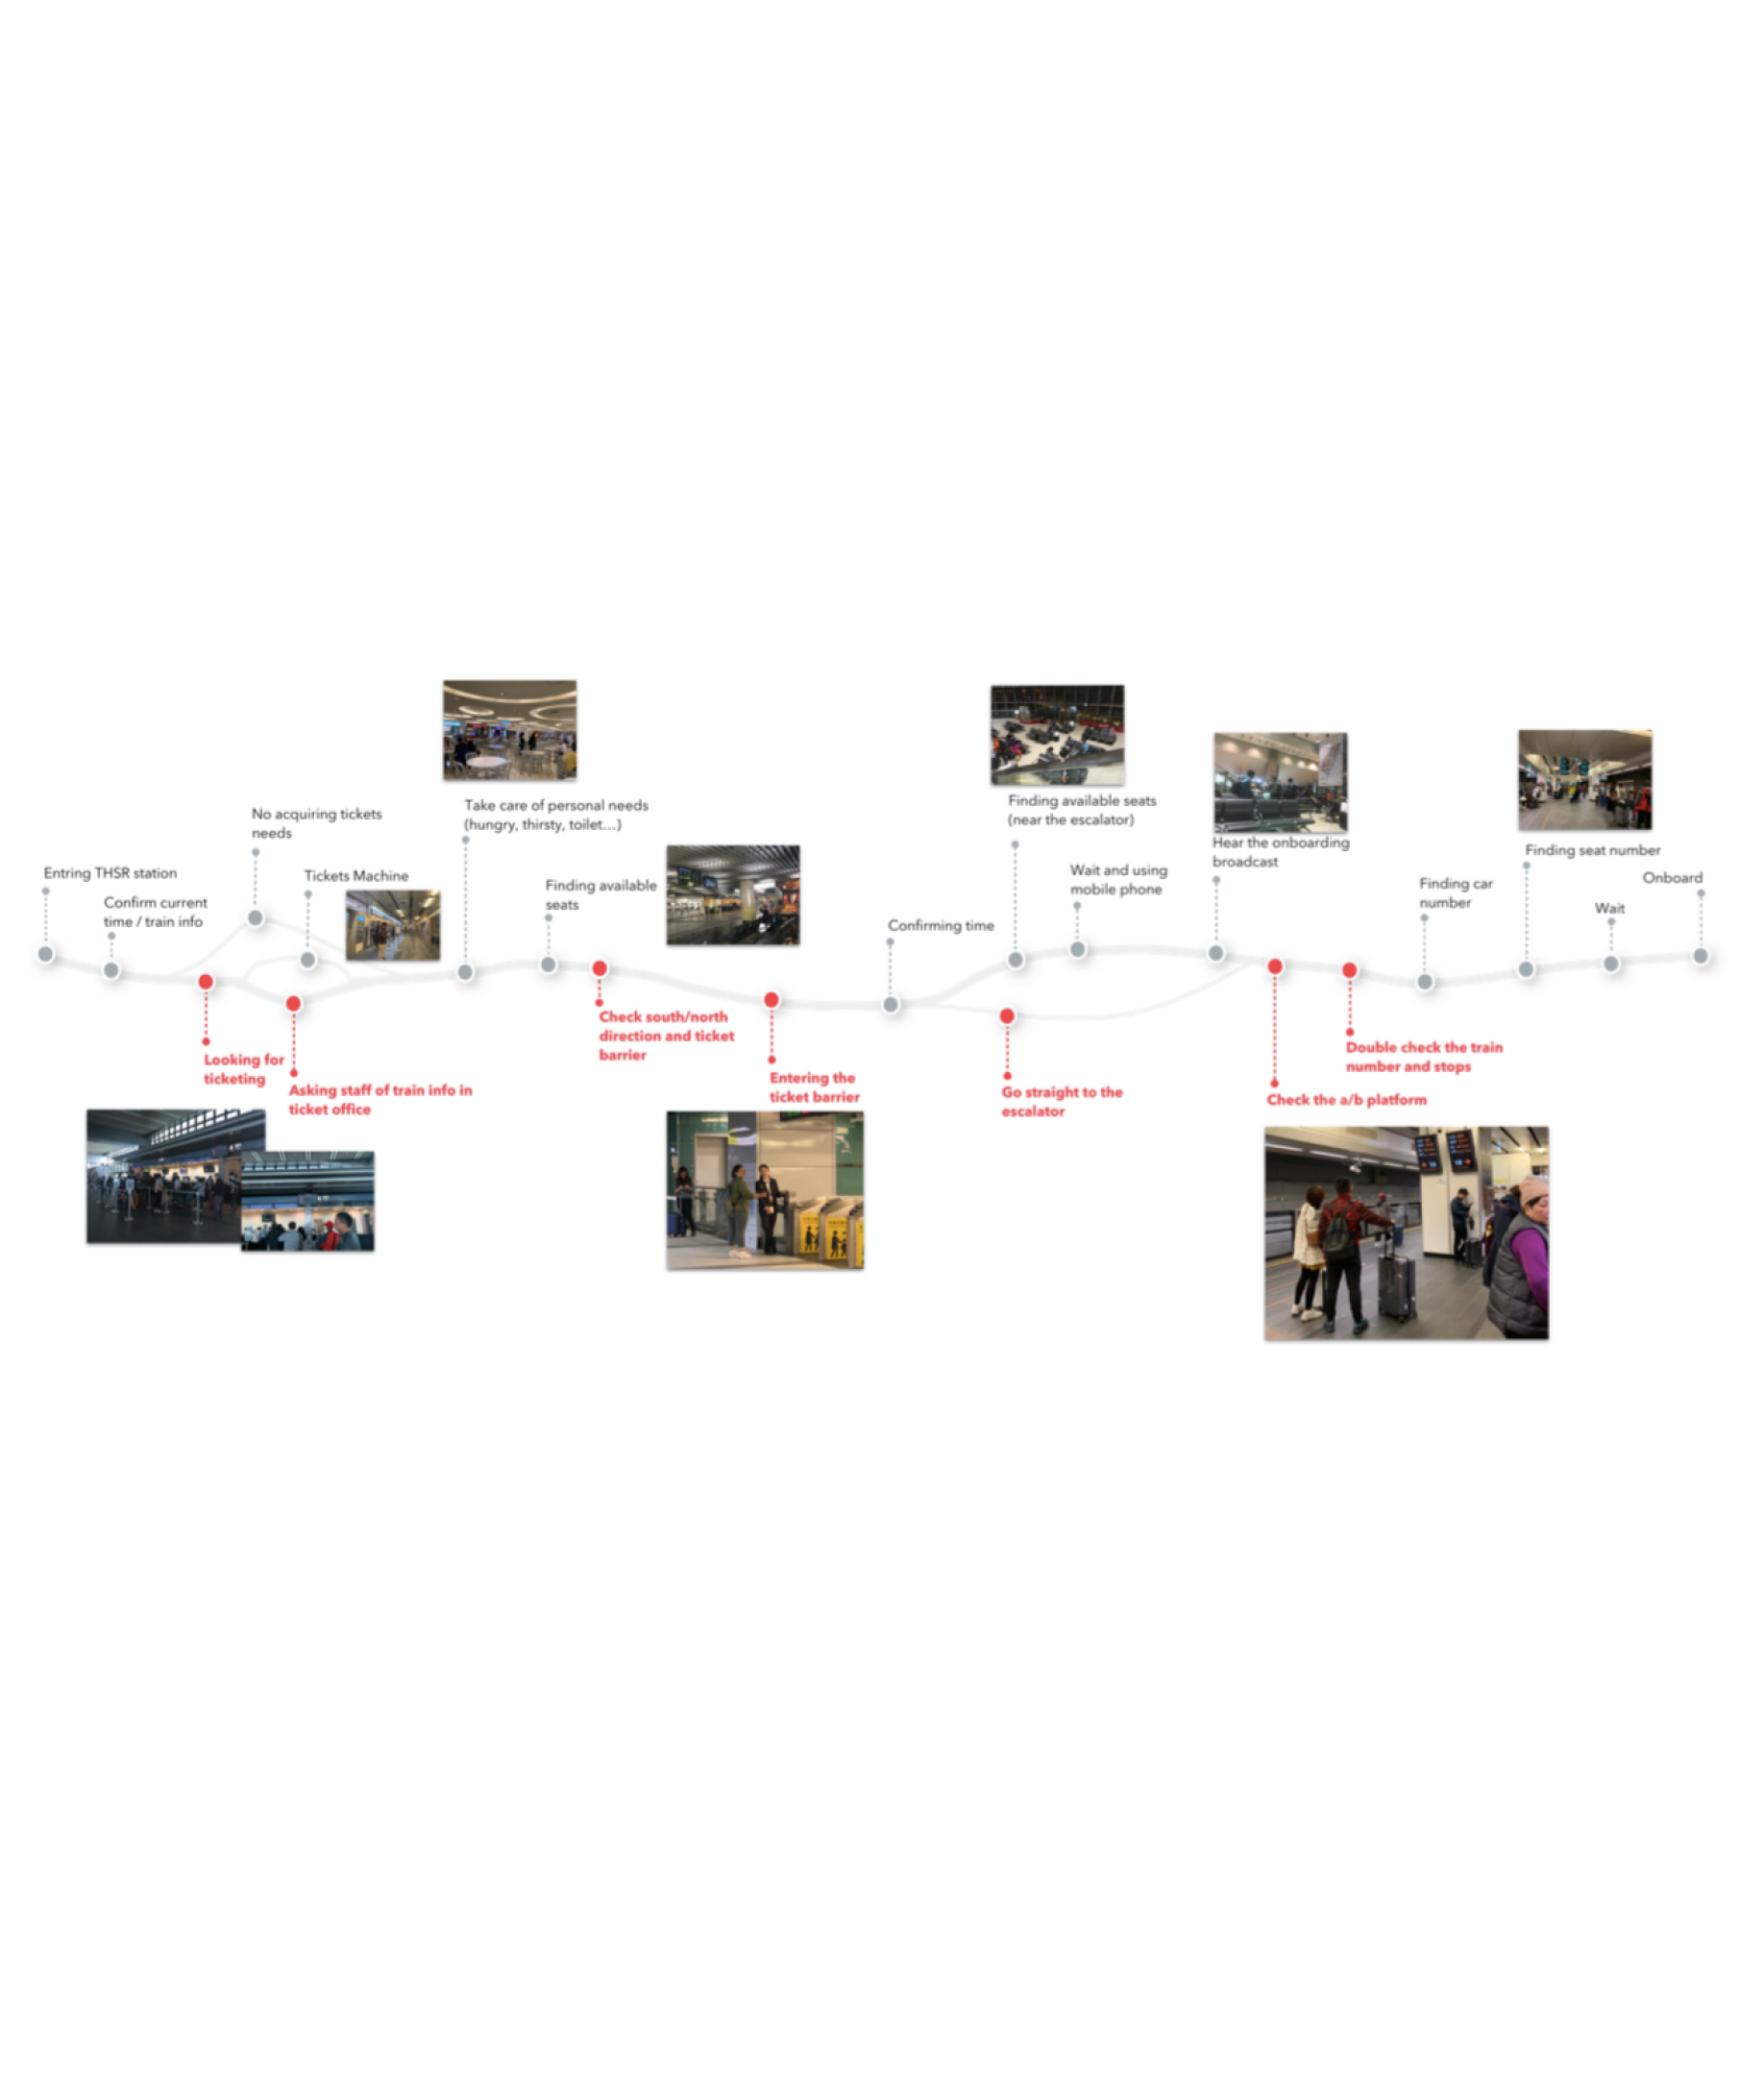 Entring THSR station
Confirm current
time / train info
Looking for
ticketing
No acquiring tickets
needs
Tickets Machine
Asking staff of train info in
ticket office
Take care of personal needs
(hungry, thirsty, toilet...)
Finding available
seats
Check south/north
direction and ticket
barrier
Entering the
ticket barrier
Confirming time
Finding available seats
(near the escalator)
Go straight to the
escalator
Wait and using
mobile phone
Hear the onboarding
broadcast
Check the a/b platform
Double check the train
number and stops
Finding car
number
Finding seat number
Wait
Onboard